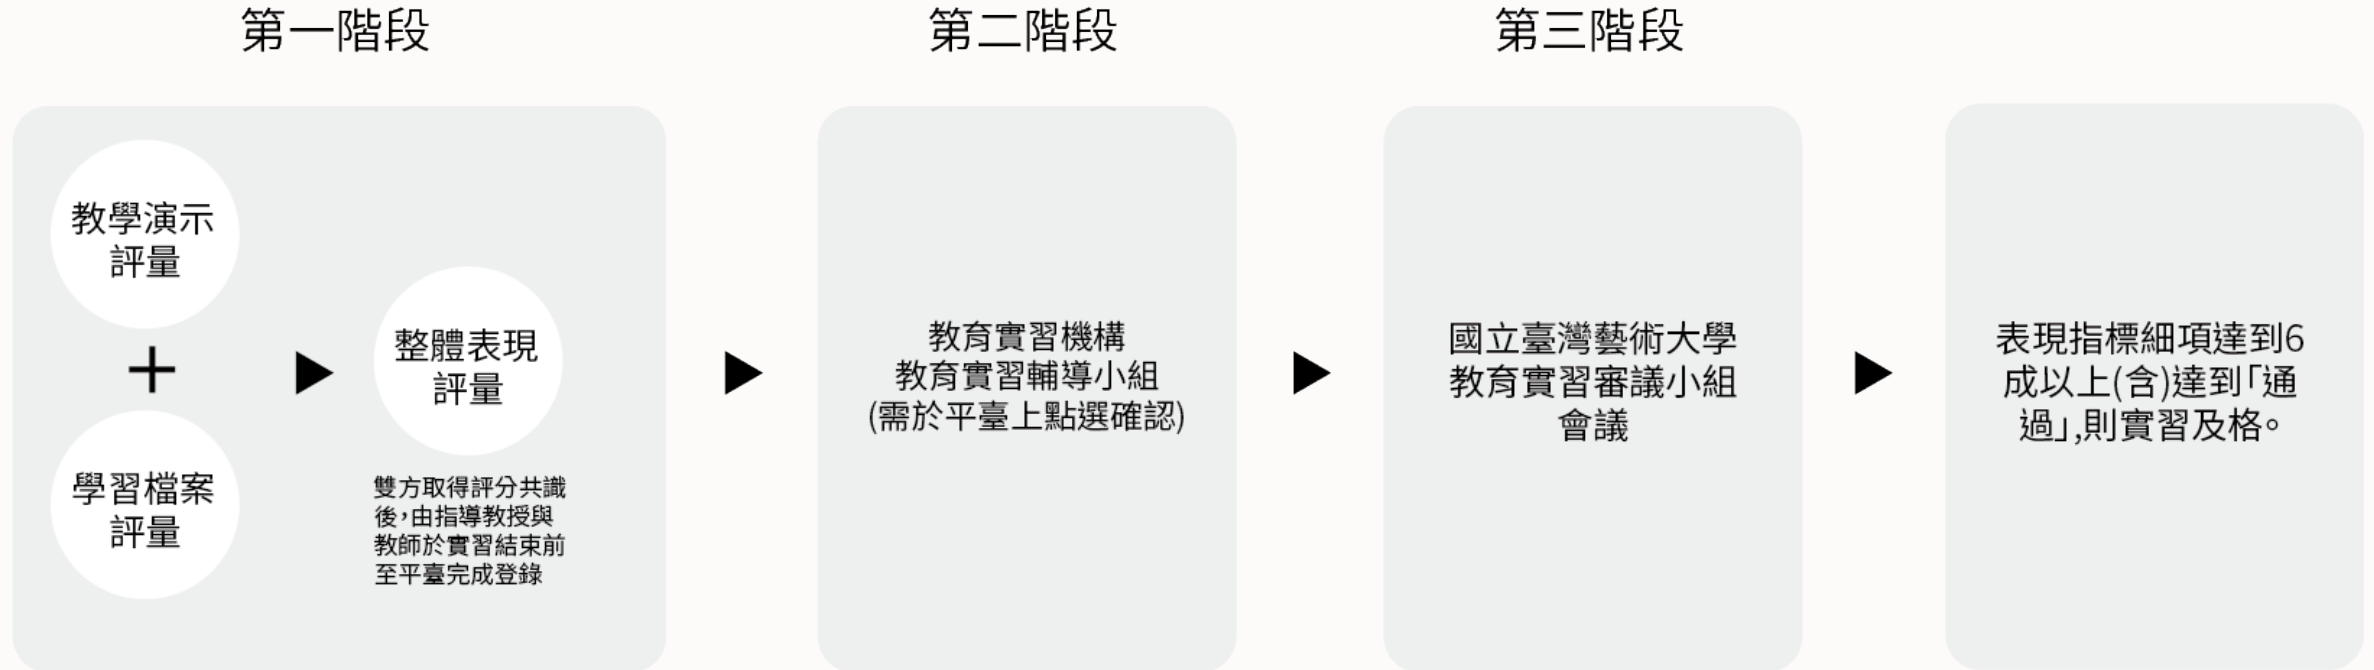 第一階段
教學演示
評量
+
學習檔案
評量
整體表現
評量
雙方取得評分共識
後,由指導教授與
教師於實習結束前
至平臺完成登錄
第二階段
教育實習機構
教育實習輔導小組
(需於平臺上點選確認)
第三階段
國立臺灣藝術大學
教育實習審議小組
會議
表現指標細項達到6
成以上(含)達到「通
過」,則實習及格。